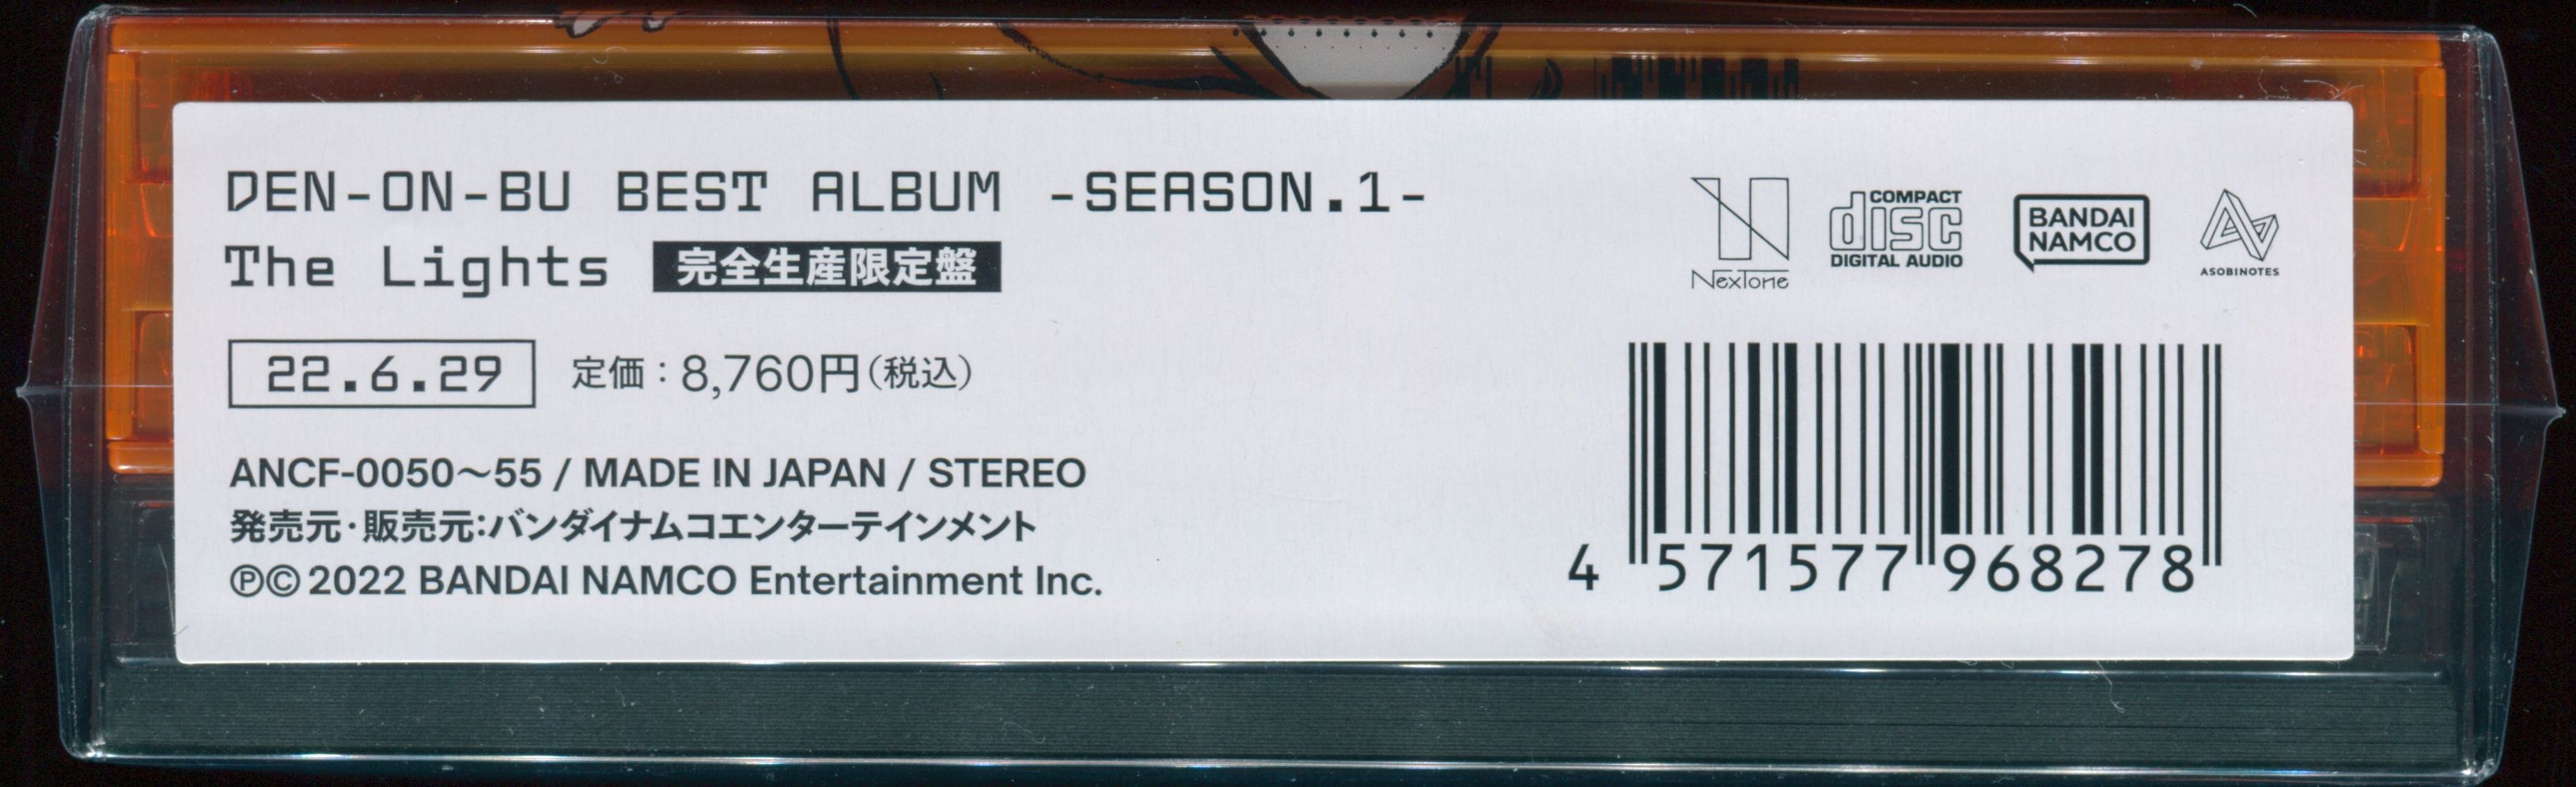 DEN-ON-BU BEST ALBUM -SEASON.1-
The Lights 完全生産限定盤
22.6.29 定価：8,760円（税込）
ANCF-0050〜55 / MADE IN JAPAN / STEREO
発売元・販売元：バンダイナムコエンターテインメント
Ⓟ©2022 BANDAI NAMCO Entertainment Inc.
NexTone
COMPACT disc DIGITAL AUDIO
BANDAI NAMCO
ASOBINOTES
4 571577 968278